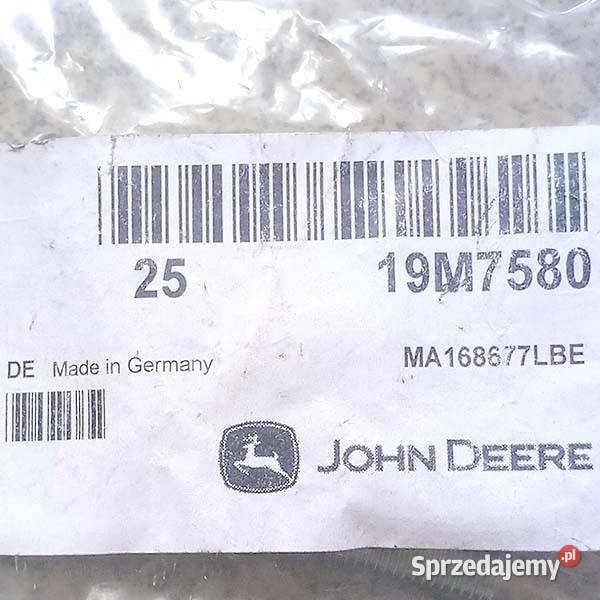 25 19M7580
DE Made in Germany MA168677LBE
JOHN DEERE
Sprzedajemy.pl